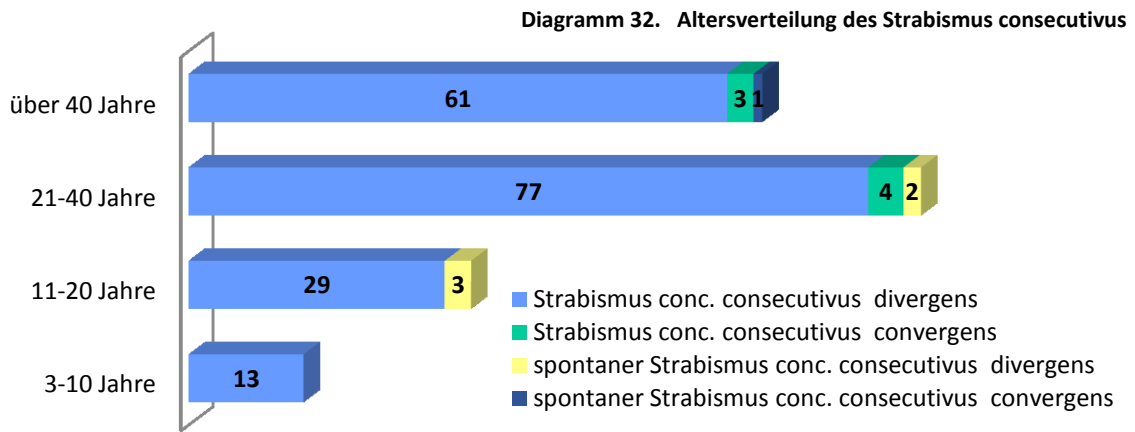 Diagramm 32. Altersverteilung des Strabismus consecutivus
über 40 Jahre
61 3 1
21-40 Jahre
77 4 2
11-20 Jahre
29 3
3-10 Jahre
13
Strabismus conc. consecutivus divergens
Strabismus conc. consecutivus convergens
spontaner Strabismus conc. consecutivus divergens
spontaner Strabismus conc. consecutivus convergens